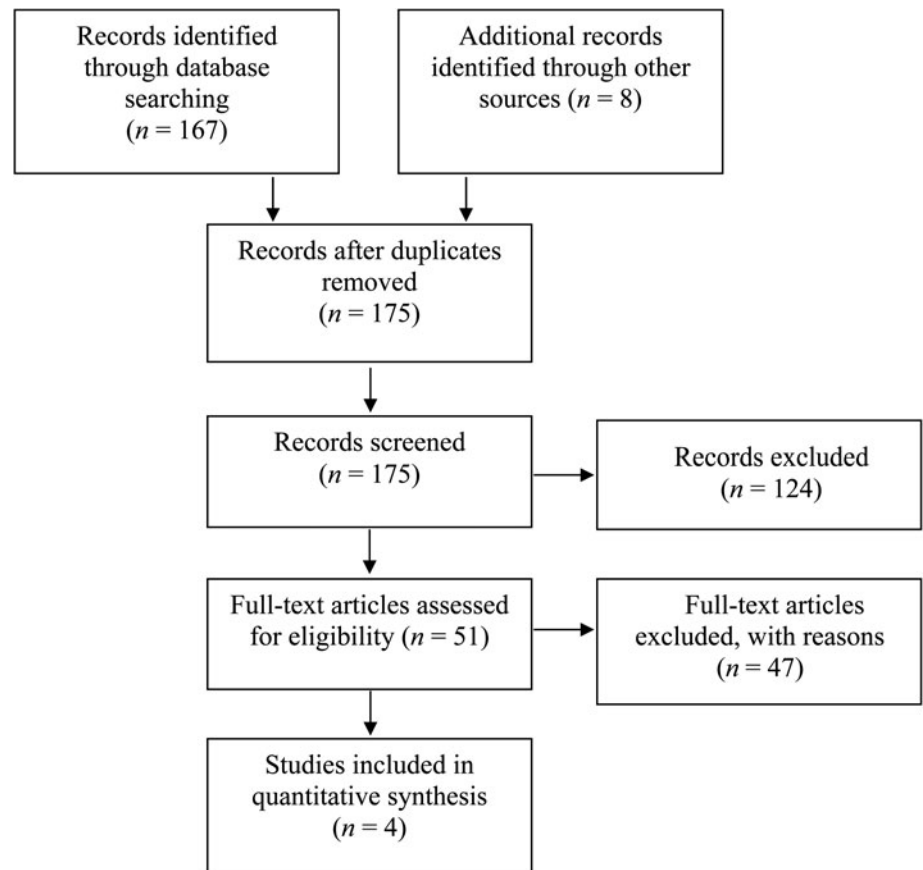 Records identified
through database
searching
(n = 167)
Additional records
identified through other
sources (n = 8)
Records after duplicates
removed
(n = 175)
Records screened
(n = 175)
Records excluded
(n = 124)
Full-text articles assessed
for eligibility (n = 51)
Full-text articles
excluded, with reasons
(n = 47)
Studies included in
quantitative synthesis
(n = 4)